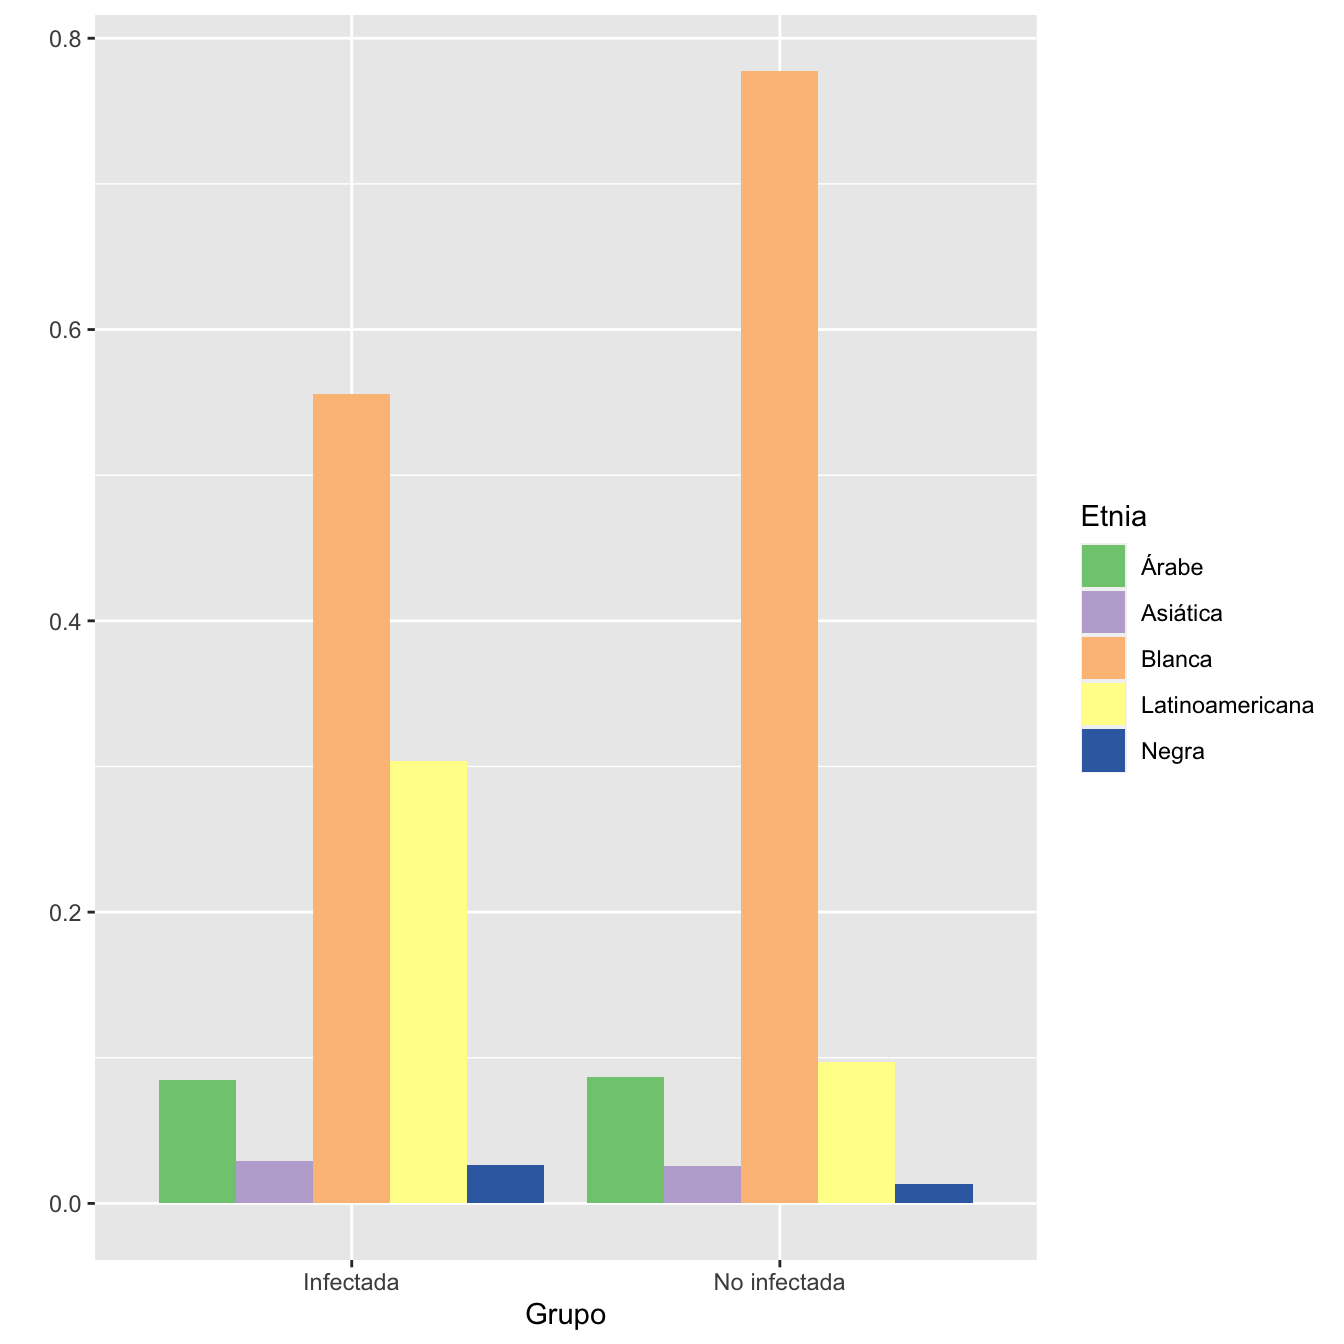 0.8
0.6
0.4
0.2
0.0
Infectada
No infectada
Grupo
Etnia
Árabe
Asiática
Blanca
Latinoamericana
Negra